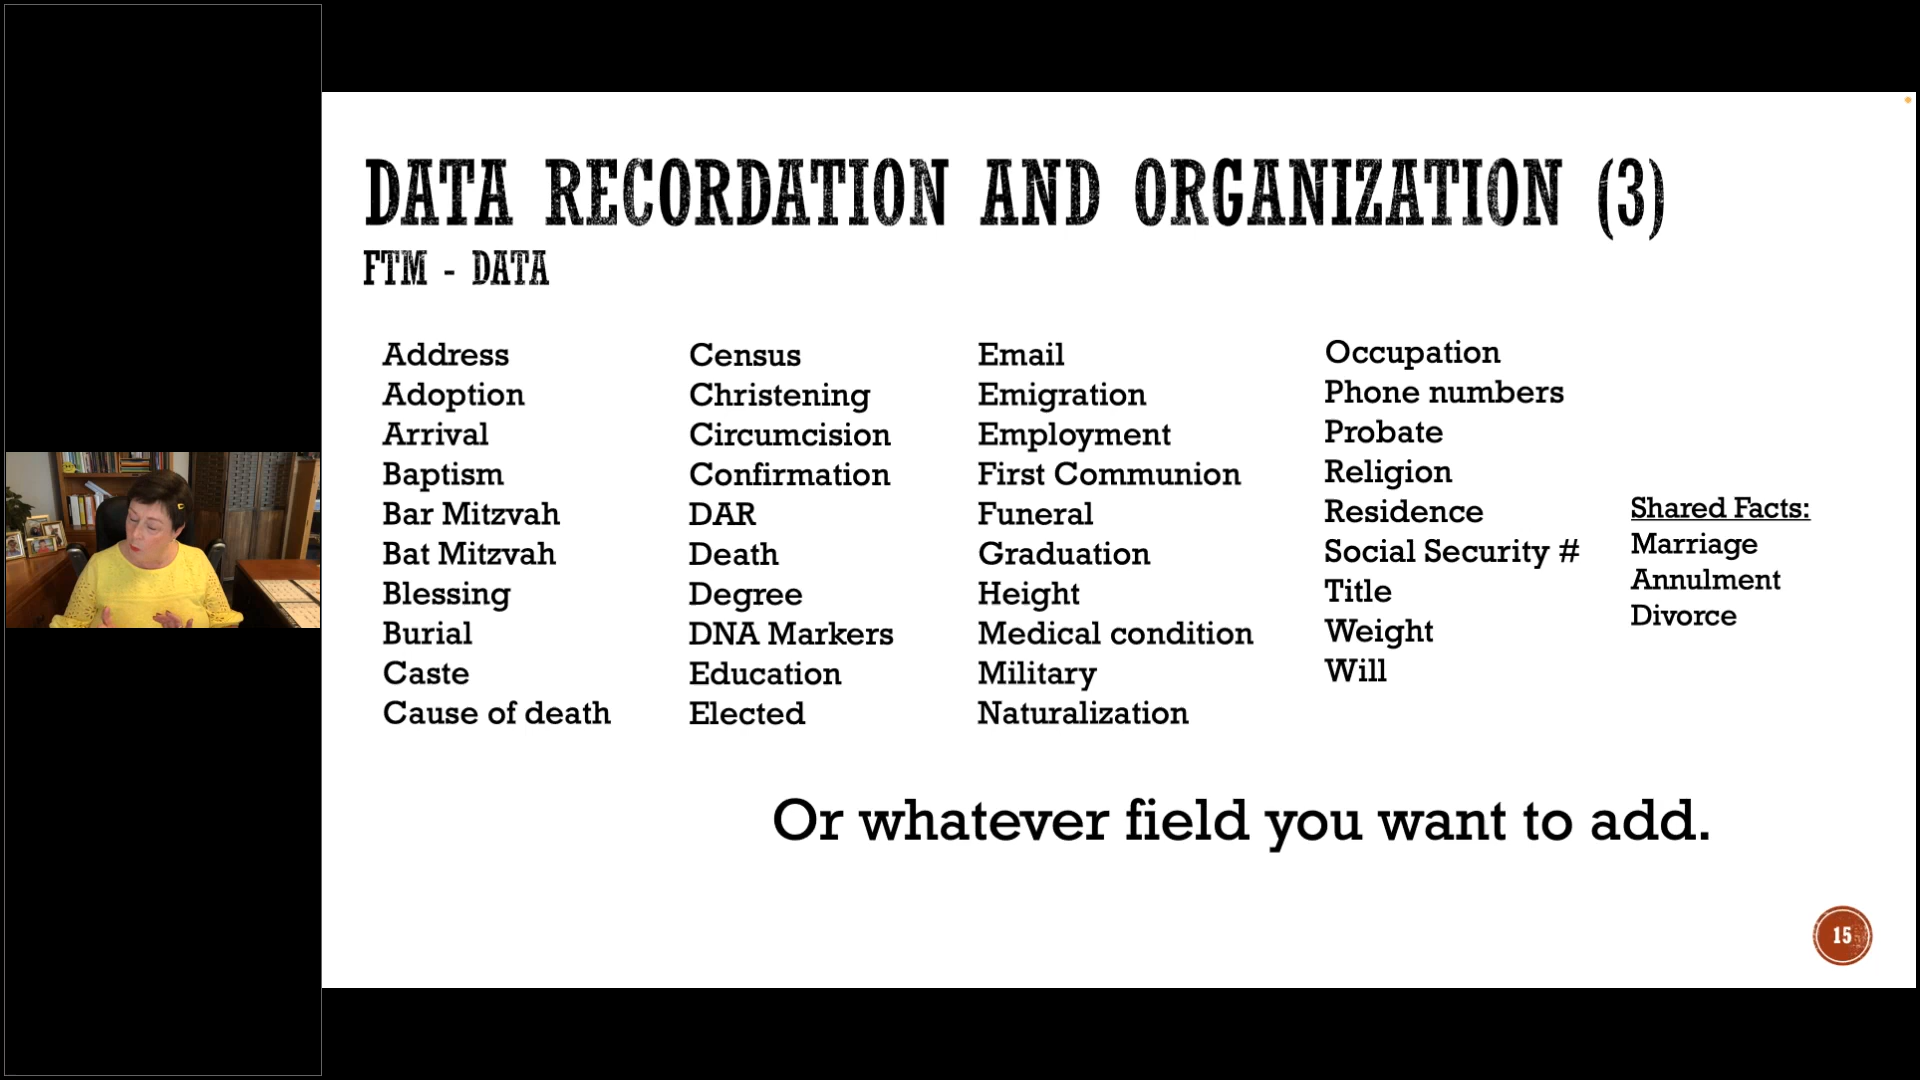 DATA RECORDATION AND ORGANIZATION (3)
FTM - DATA
Address
Adoption
Arrival
Baptism
Bar Mitzvah
Bat Mitzvah
Blessing
Burial
Caste
Cause of death
Census
Christening
Circumcision
Confirmation
DAR
Death
Degree
DNA Markers
Education
Elected
Email
Emigration
Employment
First Communion
Funeral
Graduation
Height
Medical condition
Military
Naturalization
Occupation
Phone numbers
Probate
Religion
Residence
Social Security #
Title
Weight
Will
Shared Facts:
Marriage
Annulment
Divorce
Or whatever field you want to add.
15